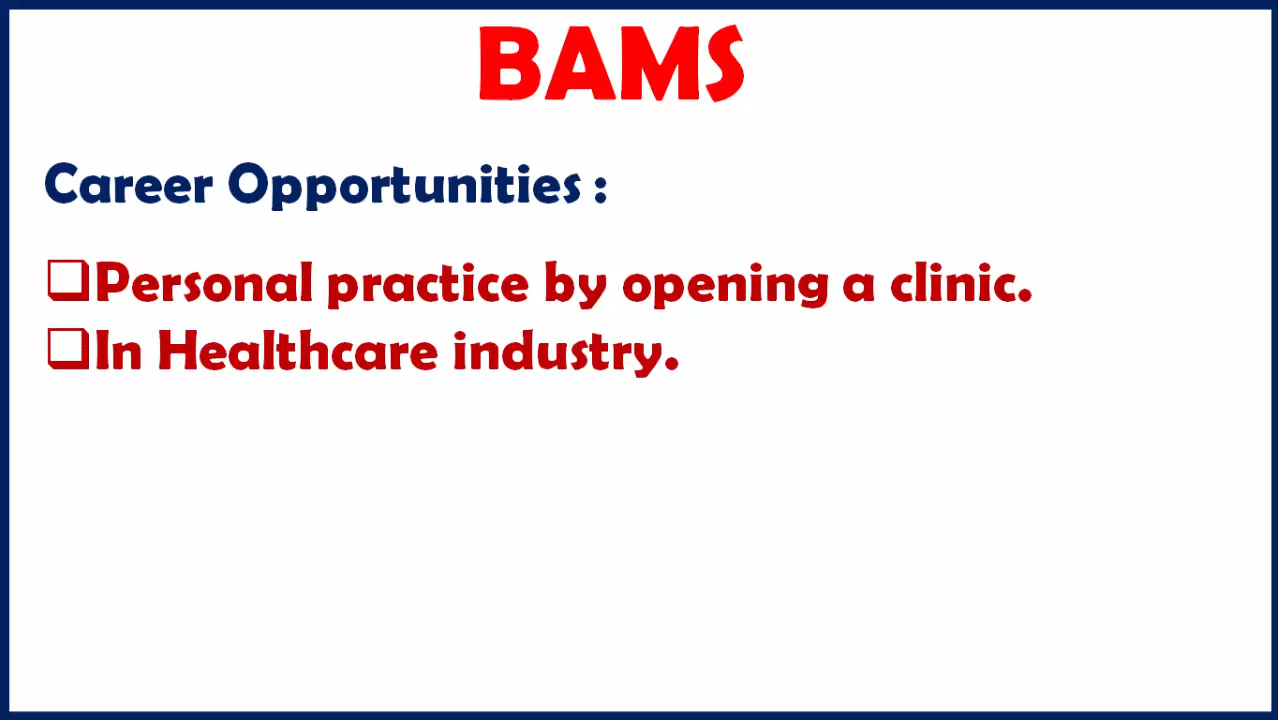 BAMS
Career Opportunities :
❑Personal practice by opening a clinic.
❑In Healthcare industry.